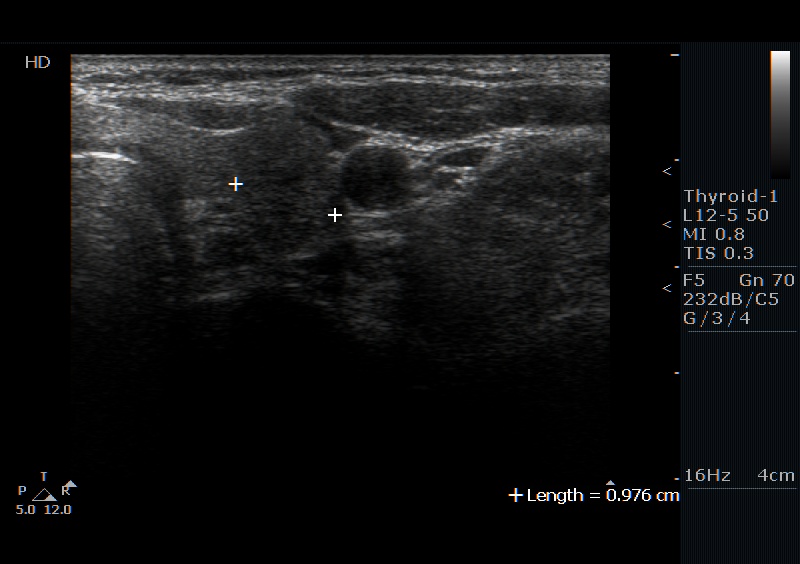 HD
Thyroid-1
L12-5 50
MI 0.8
TIS 0.3
F5 Gn 70
232dB/C5
G/3/4
16Hz 4cm
T
P R
5.0 12.0
+ Length = 0.976 cm